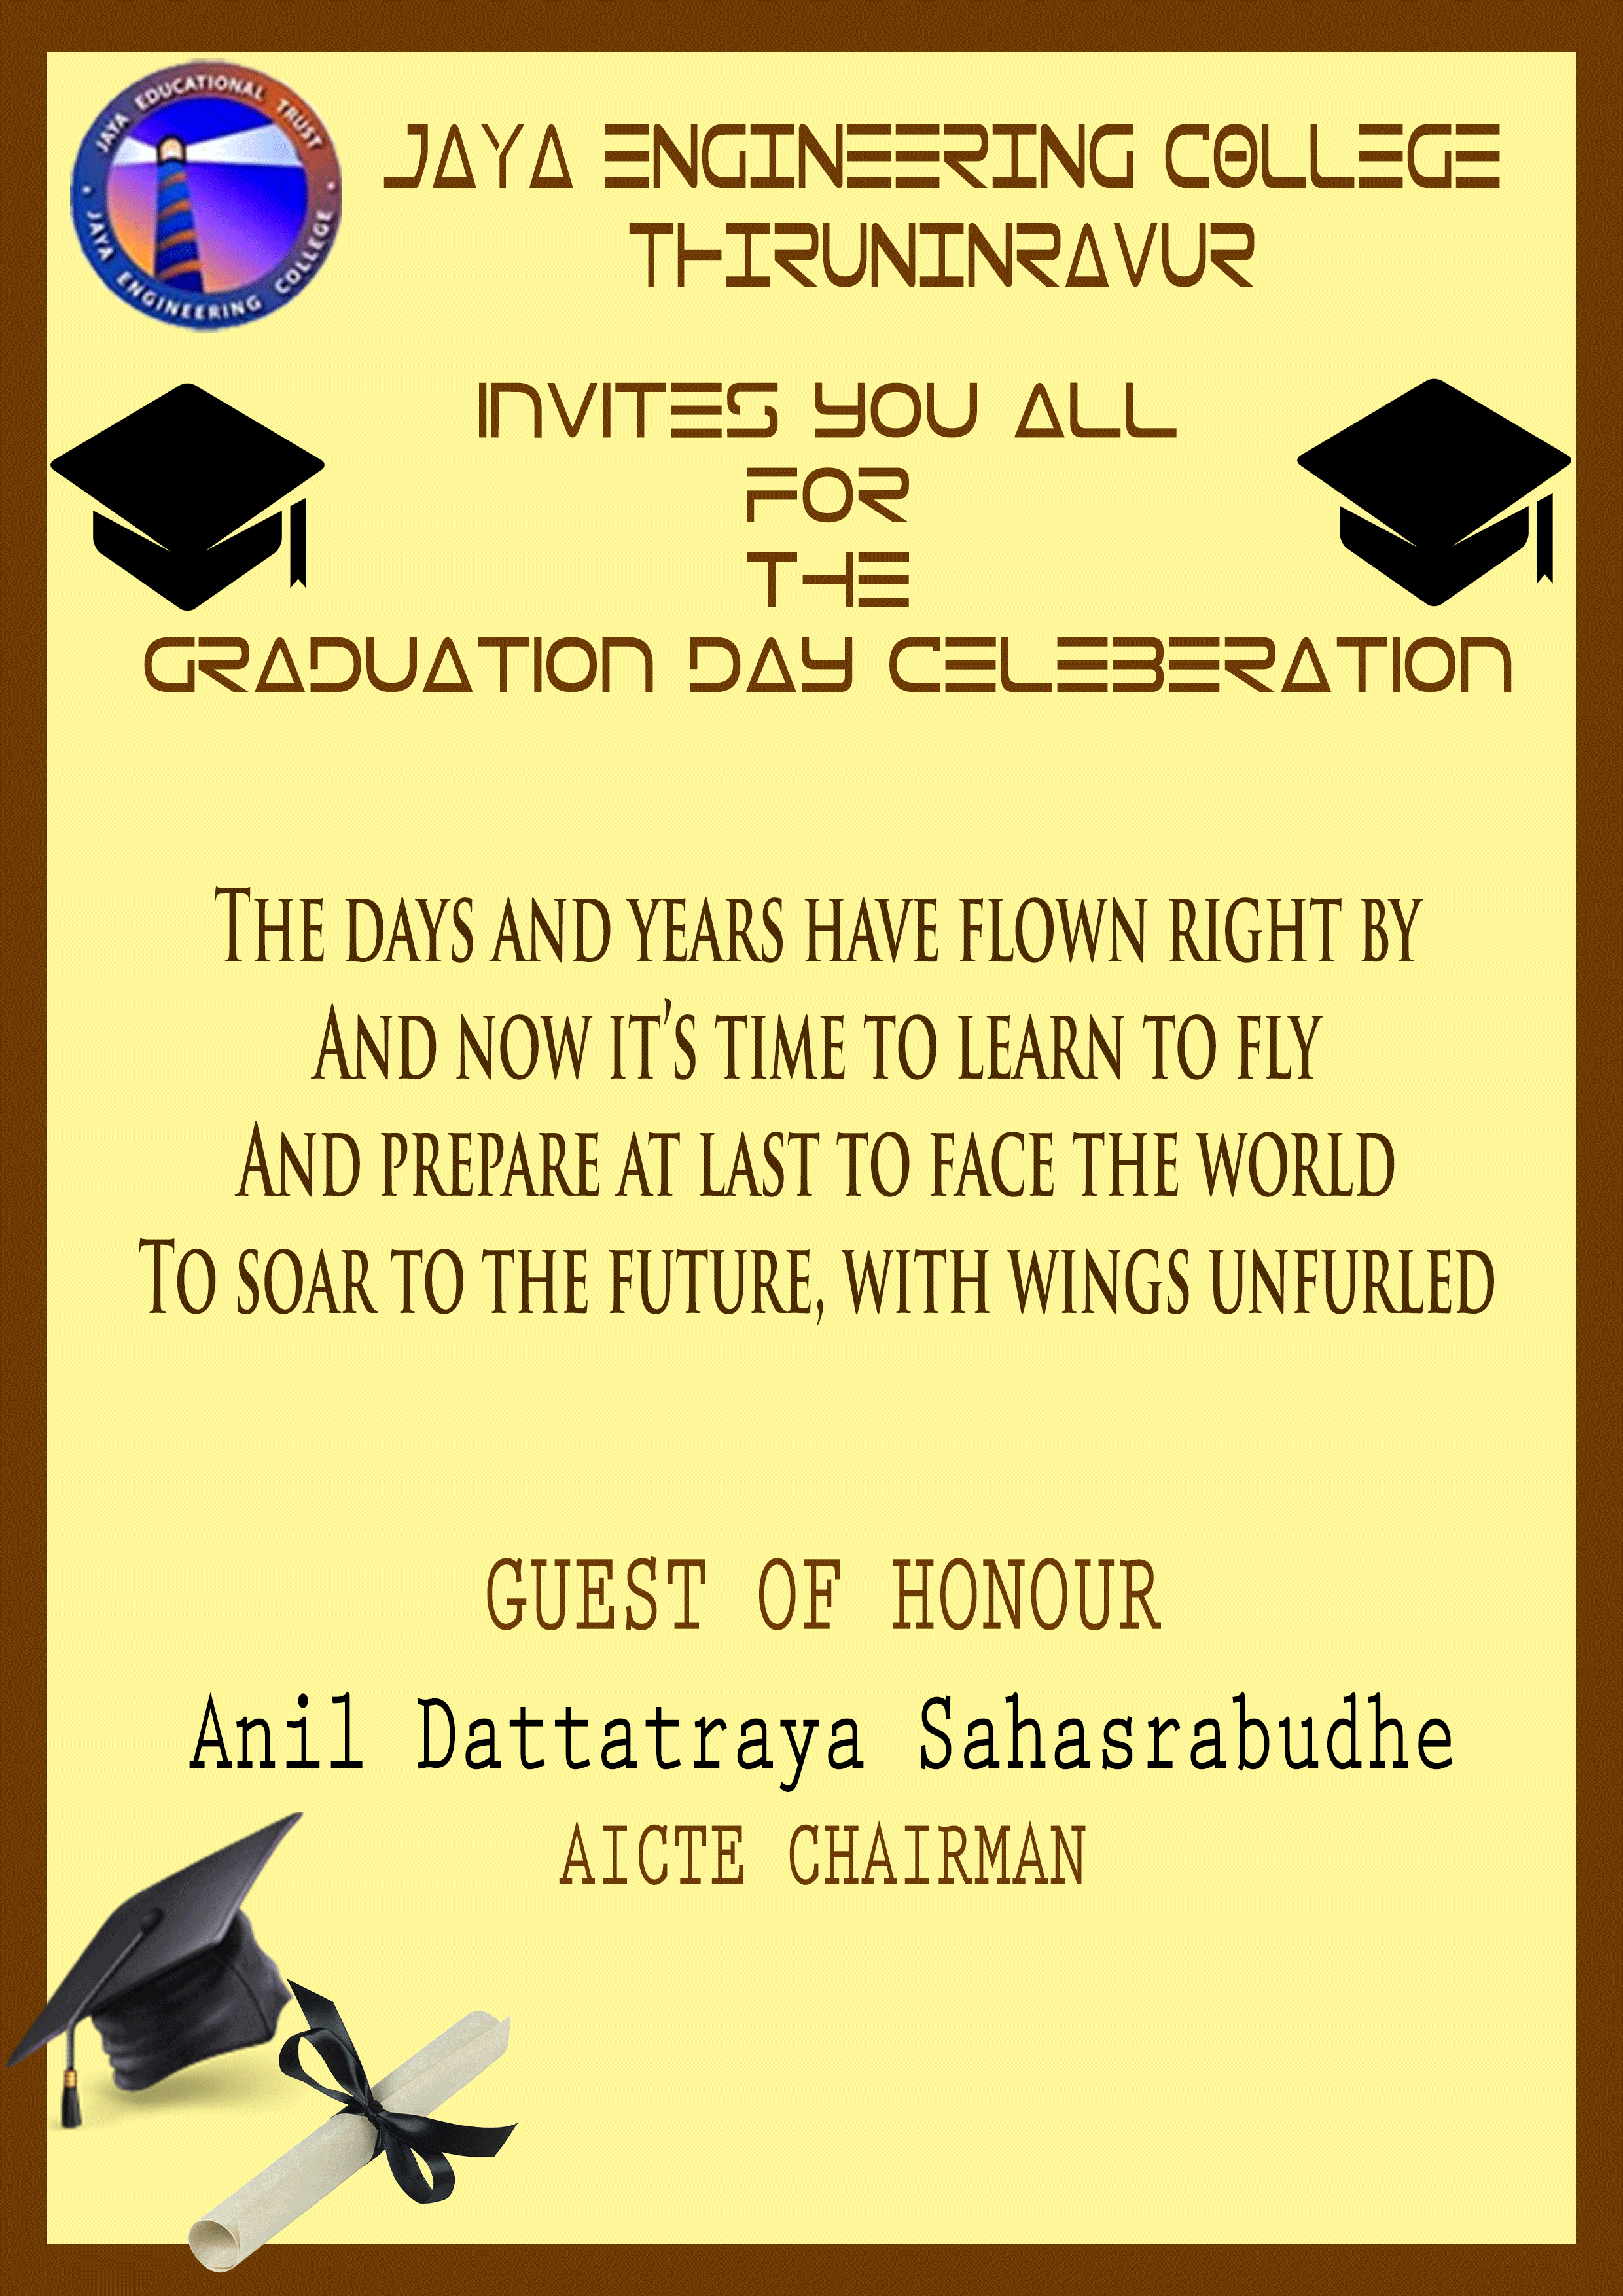 JAYA EDUCATIONAL TRUST
JAYA ENGINEERING COLLEGE
JAYA ENGINEERING COLLEGE
THIRUNINRAVUR
INVITES YOU ALL
FOR
THE
GRADUATION DAY CELEBERATION
THE DAYS AND YEARS HAVE FLOWN RIGHT BY
AND NOW IT’S TIME TO LEARN TO FLY
AND PREPARE AT LAST TO FACE THE WORLD
TO SOAR TO THE FUTURE, WITH WINGS UNFURLED
GUEST OF HONOUR
Anil Dattatraya Sahasrabudhe
AICTE CHAIRMAN